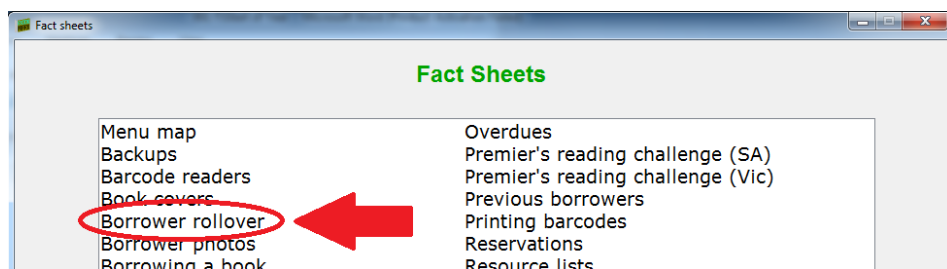 Fact sheets
Fact Sheets
Menu map
Backups
Barcode readers
Book covers
Borrower rollover
Borrower photos
Borrowing a book
Overdues
Premier's reading challenge (SA)
Premier's reading challenge (Vic)
Previous borrowers
Printing barcodes
Reservations
Resource lists